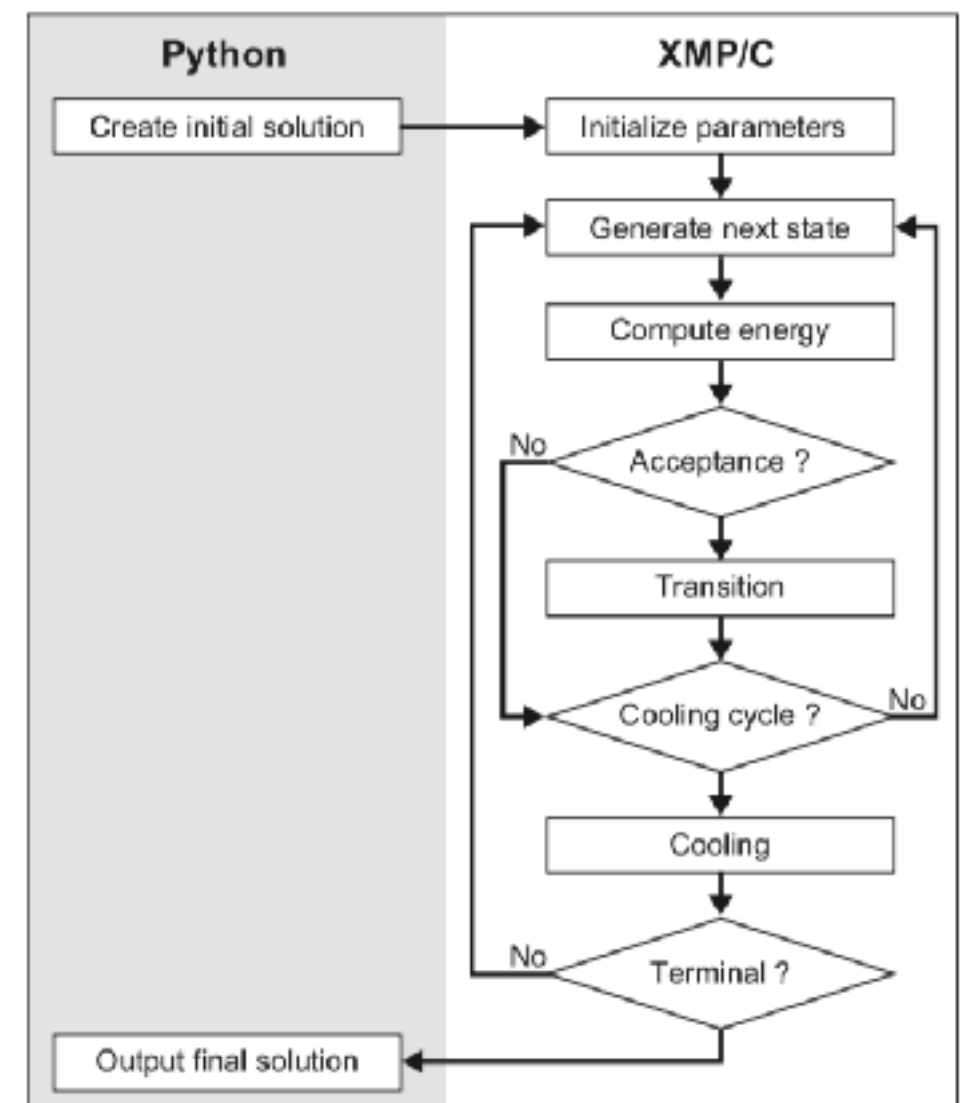 Python
XMP/C
Create initial solution
Initialize parameters
Generate next state
Compute energy
No
Acceptance ?
Transition
Cooling cycle ?
No
Cooling
No
Terminal ?
Output final solution